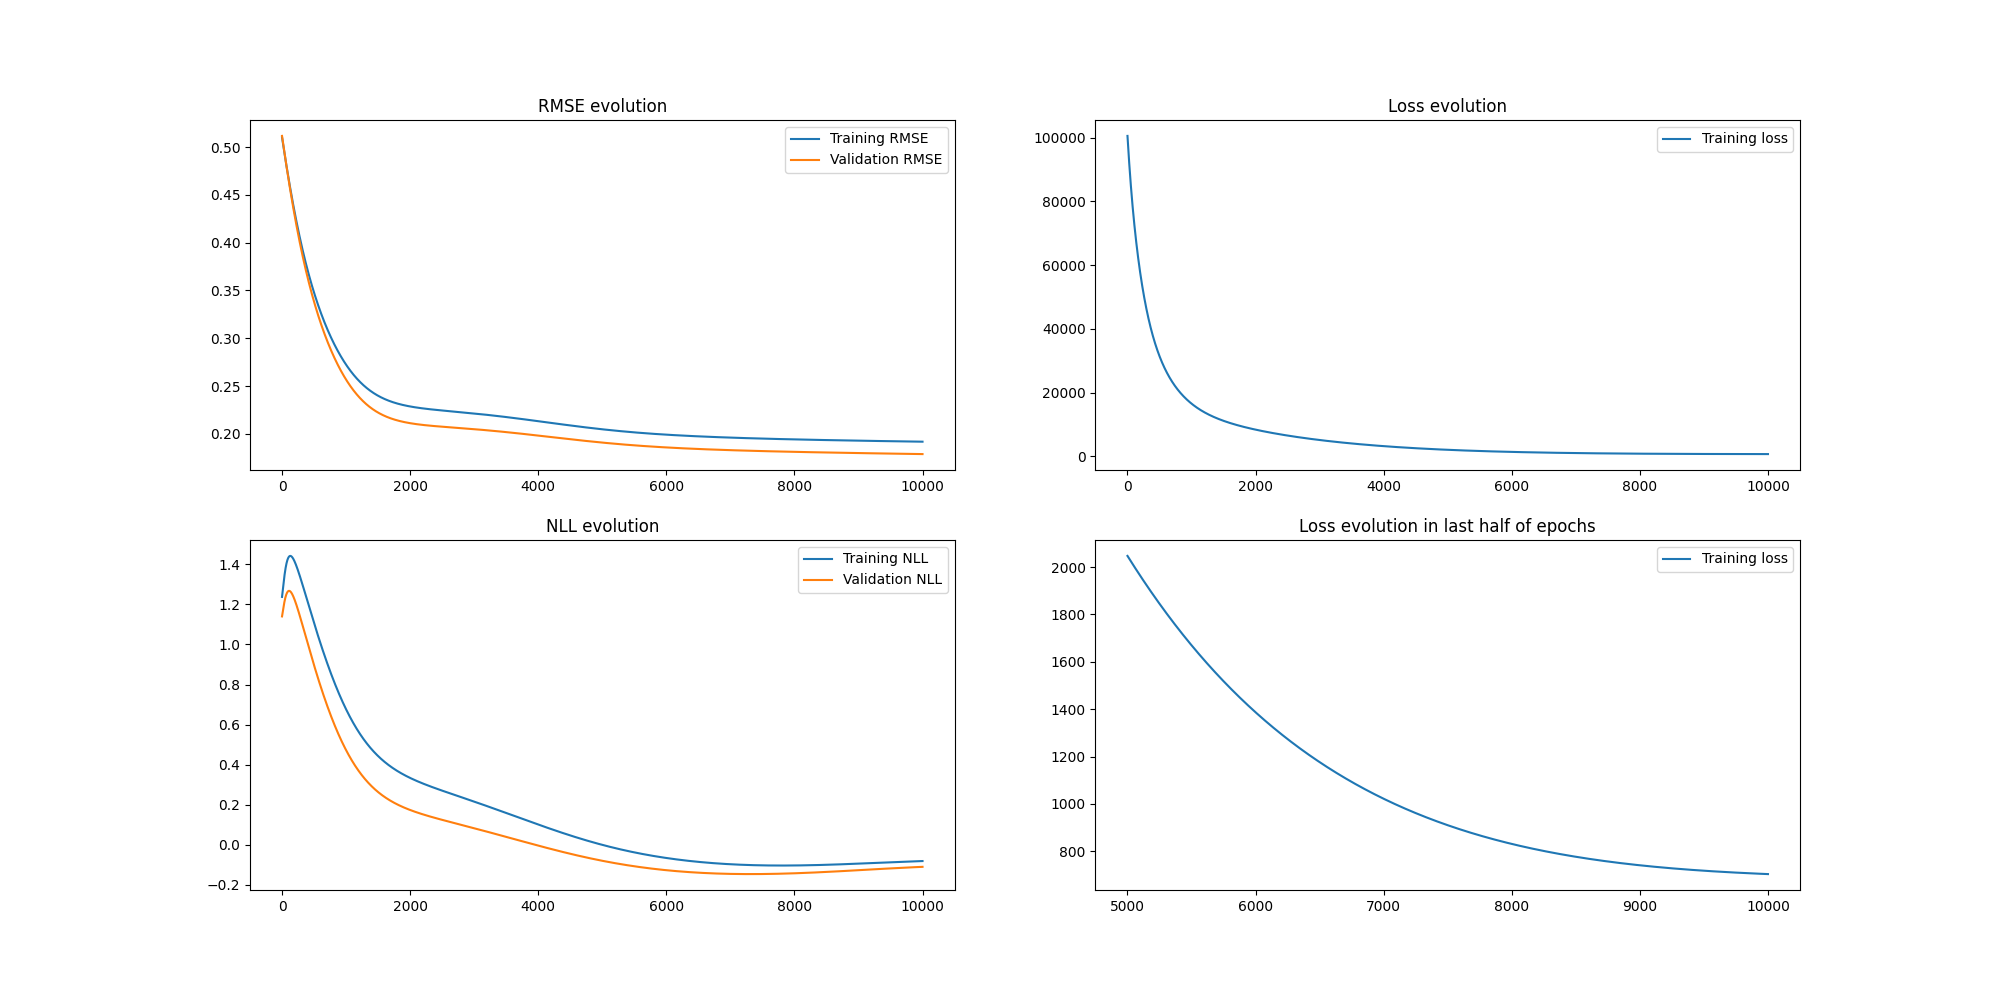 RMSE evolution
0.50
0.45
0.40
0.35
0.30
0.25
0.20
0 2000 4000 6000 8000 10000
Training RMSE
Validation RMSE
Loss evolution
100000
80000
60000
40000
20000
0
0 2000 4000 6000 8000 10000
Training loss
NLL evolution
1.4
1.2
1.0
0.8
0.6
0.4
0.2
0.0
−0.2
0 2000 4000 6000 8000 10000
Training NLL
Validation NLL
Loss evolution in last half of epochs
2000
1800
1600
1400
1200
1000
800
5000 6000 7000 8000 9000 10000
Training loss